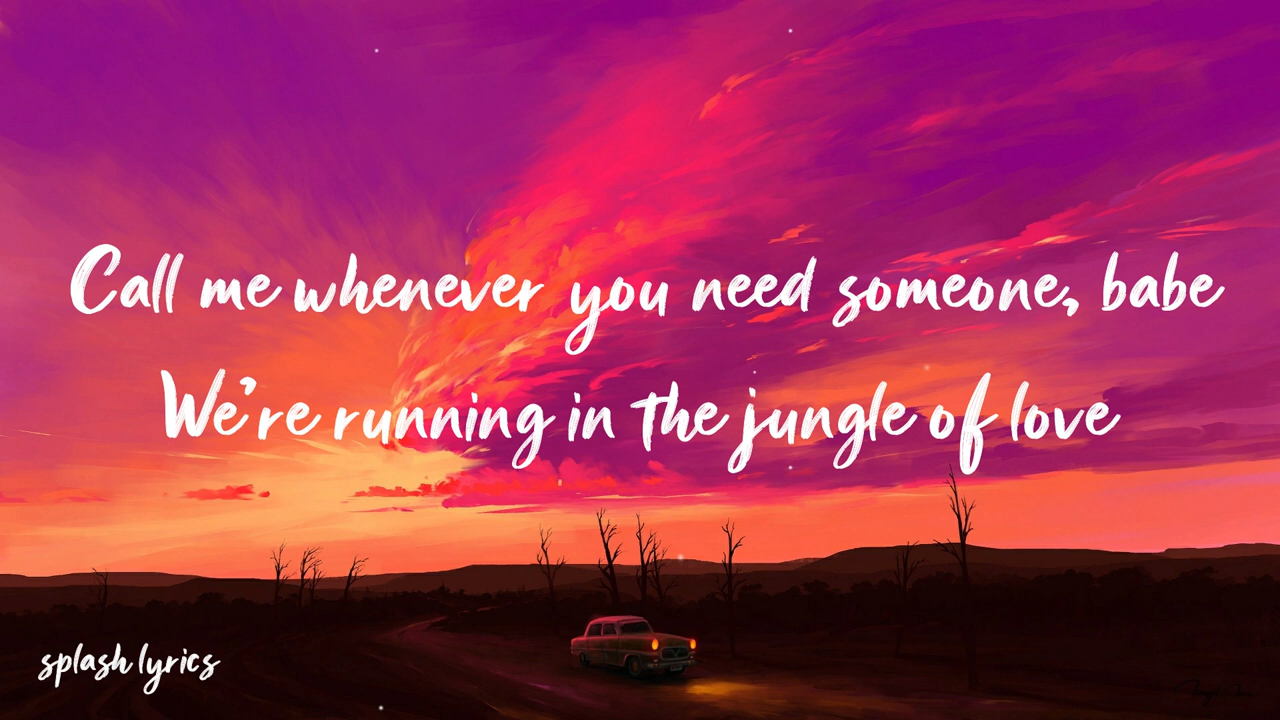 Call me whenever you need someone, babe
We're running in the jungle of love
splash lyrics